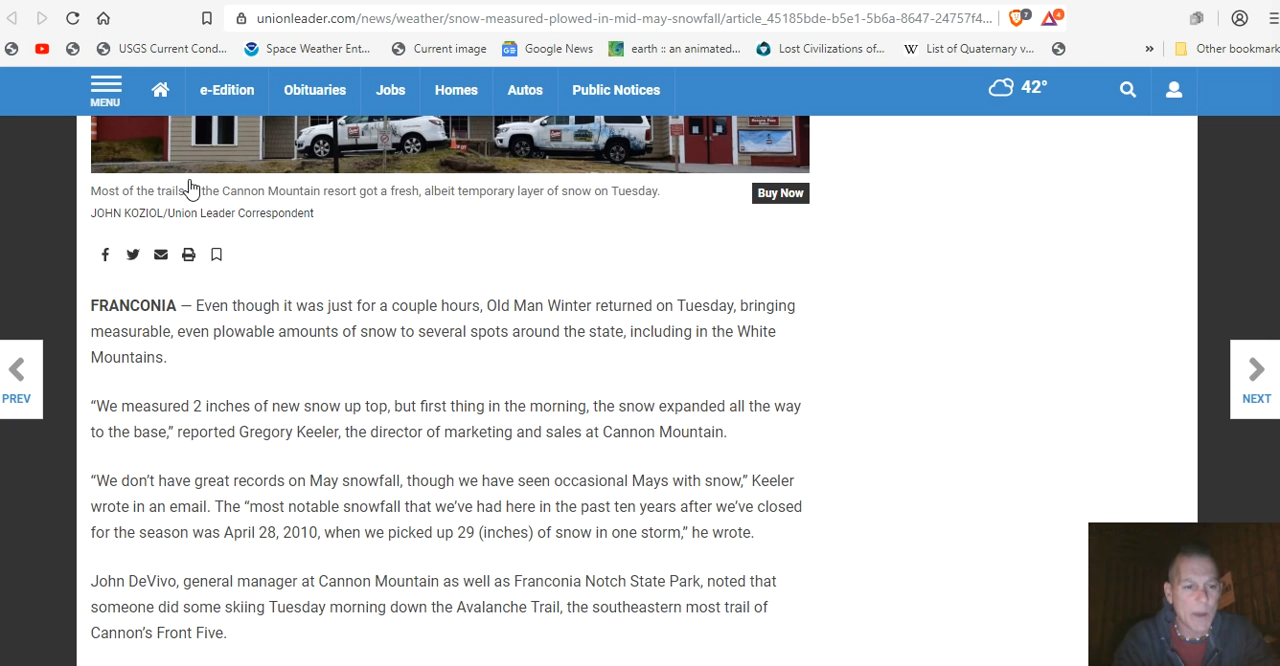 unionleader.com/news/weather/snow-measured-plowed-in-mid-may-snowfall/article_45185bde-b5e1-5b6a-8647-24757f4...
7
4
USGS Current Cond...
Space Weather Ent...
Current image
Google News
earth :: an animated...
Lost Civilizations of...
W List of Quaternary v...
»
Other bookmark
MENU
e-Edition
Obituaries
Jobs
Homes
Autos
Public Notices
42°
Most of the trails the Cannon Mountain resort got a fresh, albeit temporary layer of snow on Tuesday.
Buy Now
JOHN KOZIOL/Union Leader Correspondent
FRANCONIA — Even though it was just for a couple hours, Old Man Winter returned on Tuesday, bringing
measurable, even plowable amounts of snow to several spots around the state, including in the White
Mountains.
PREV
NEXT
“We measured 2 inches of new snow up top, but first thing in the morning, the snow expanded all the way
to the base,” reported Gregory Keeler, the director of marketing and sales at Cannon Mountain.
“We don’t have great records on May snowfall, though we have seen occasional Mays with snow,” Keeler
wrote in an email. The “most notable snowfall that we’ve had here in the past ten years after we’ve closed
for the season was April 28, 2010, when we picked up 29 (inches) of snow in one storm,” he wrote.
John DeVivo, general manager at Cannon Mountain as well as Franconia Notch State Park, noted that
someone did some skiing Tuesday morning down the Avalanche Trail, the southeastern most trail of
Cannon’s Front Five.